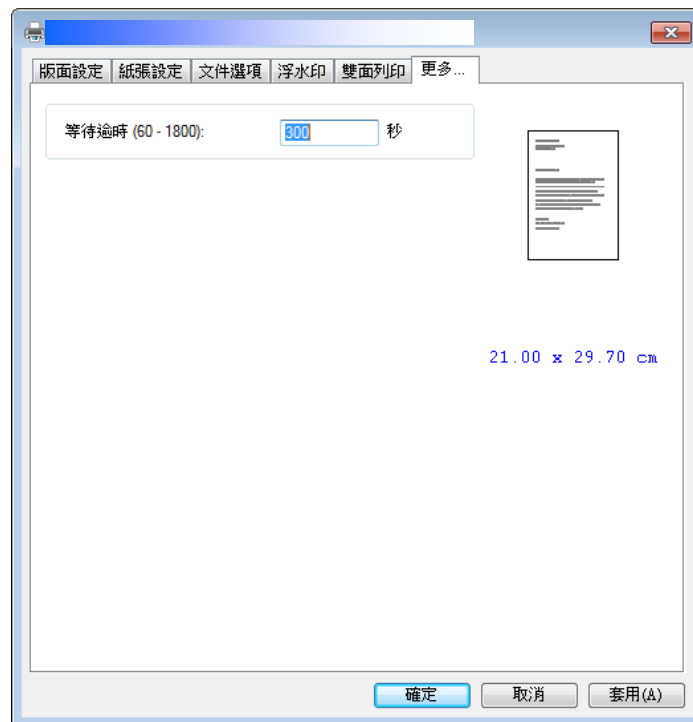 版面設定 紙張設定 文件選項 浮水印 雙面列印 更多...
等待逾時 (60 - 1800): 300 秒
21.00 x 29.70 cm
確定 取消 套用(A)